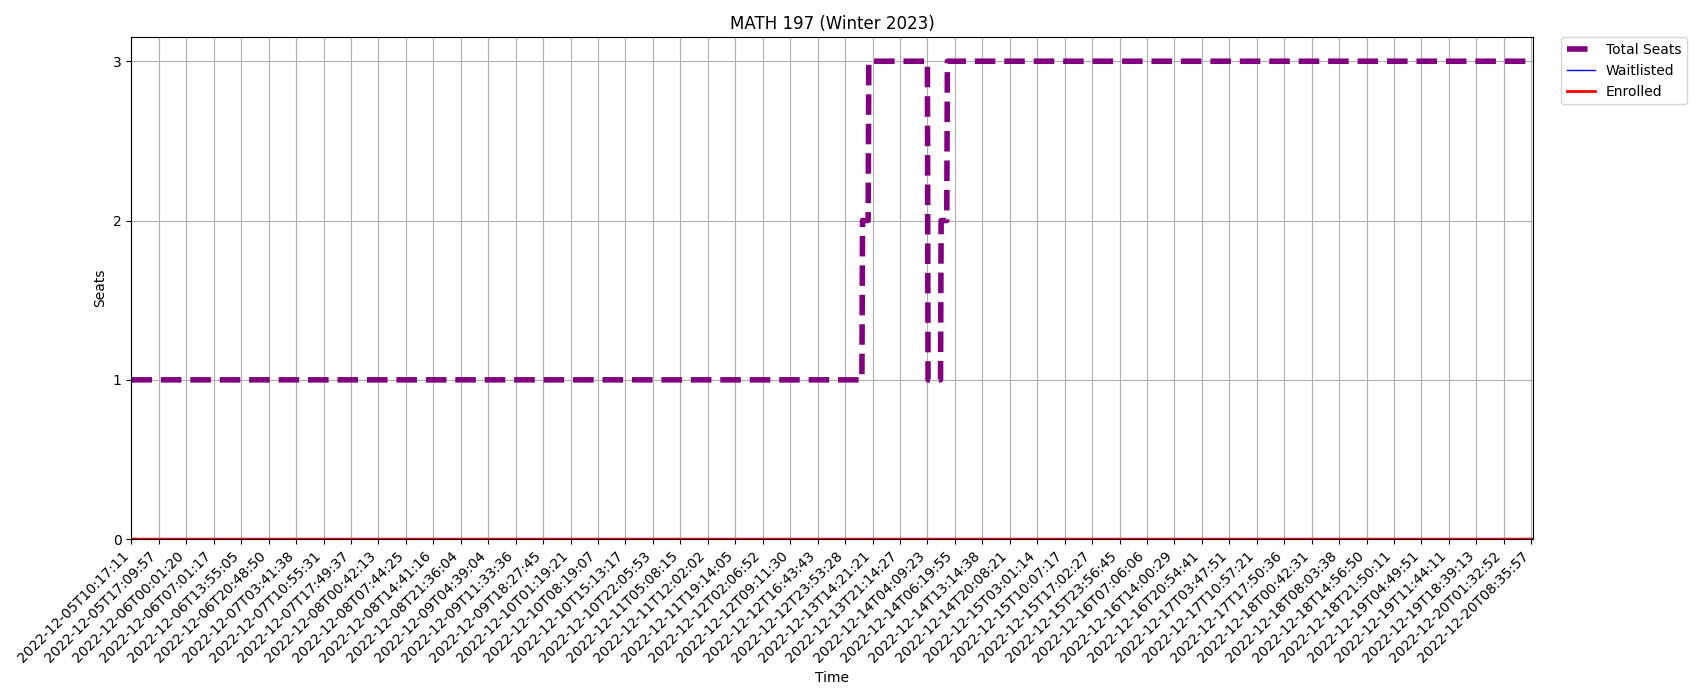 MATH 197 (Winter 2023)
Total Seats
Waitlisted
Enrolled
Seats
3
2
1
0
2022-12-05T10:17:11
2022-12-05T17:09:57
2022-12-06T00:01:20
2022-12-06T07:01:17
2022-12-06T13:55:05
2022-12-06T20:48:50
2022-12-07T03:41:38
2022-12-07T10:55:31
2022-12-07T17:49:37
2022-12-08T00:42:13
2022-12-08T07:44:25
2022-12-08T14:41:16
2022-12-08T21:36:04
2022-12-09T04:39:04
2022-12-09T11:33:36
2022-12-09T18:27:45
2022-12-10T01:19:21
2022-12-10T08:19:07
2022-12-10T15:13:17
2022-12-10T22:05:53
2022-12-11T05:08:15
2022-12-11T12:02:02
2022-12-11T19:14:05
2022-12-12T02:06:52
2022-12-12T09:11:30
2022-12-12T16:43:43
2022-12-12T23:53:28
2022-12-13T14:21:21
2022-12-13T21:14:27
2022-12-14T04:09:23
2022-12-14T06:19:55
2022-12-14T13:14:38
2022-12-14T20:08:21
2022-12-15T03:01:14
2022-12-15T10:07:17
2022-12-15T17:02:27
2022-12-15T23:56:45
2022-12-16T07:06:06
2022-12-16T14:00:29
2022-12-16T20:54:41
2022-12-17T03:47:51
2022-12-17T10:57:21
2022-12-17T17:50:36
2022-12-18T00:42:31
2022-12-18T08:03:38
2022-12-18T14:56:50
2022-12-18T21:50:11
2022-12-19T04:49:51
2022-12-19T11:44:11
2022-12-19T18:39:13
2022-12-20T01:32:52
2022-12-20T08:35:57
Time